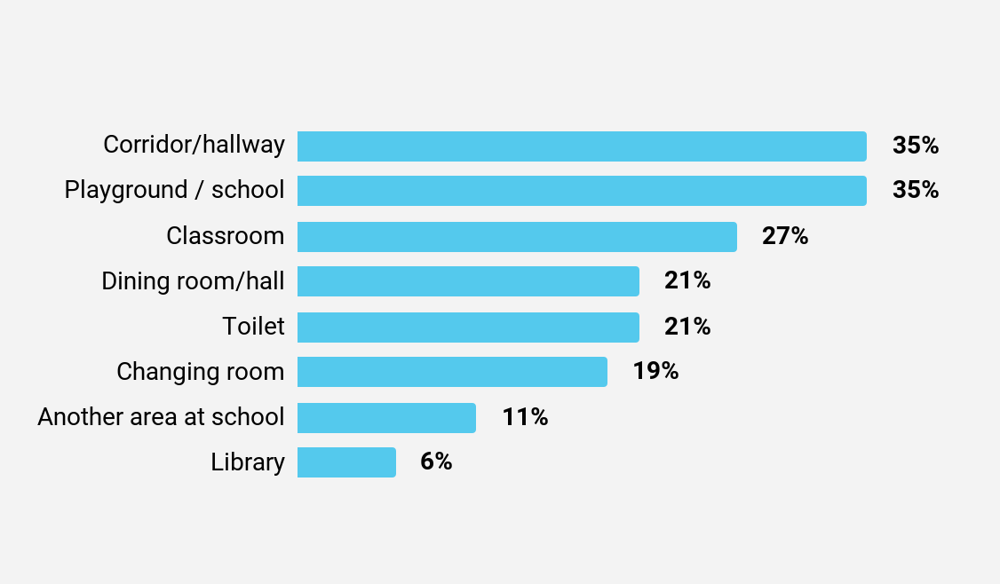 Corridor/hallway 35%
Playground / school 35%
Classroom 27%
Dining room/hall 21%
Toilet 21%
Changing room 19%
Another area at school 11%
Library 6%